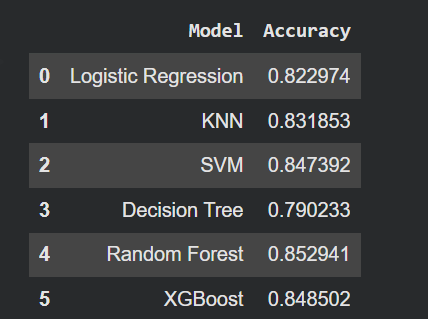 Model Accuracy
0 Logistic Regression 0.822974
1 KNN 0.831853
2 SVM 0.847392
3 Decision Tree 0.790233
4 Random Forest 0.852941
5 XGBoost 0.848502